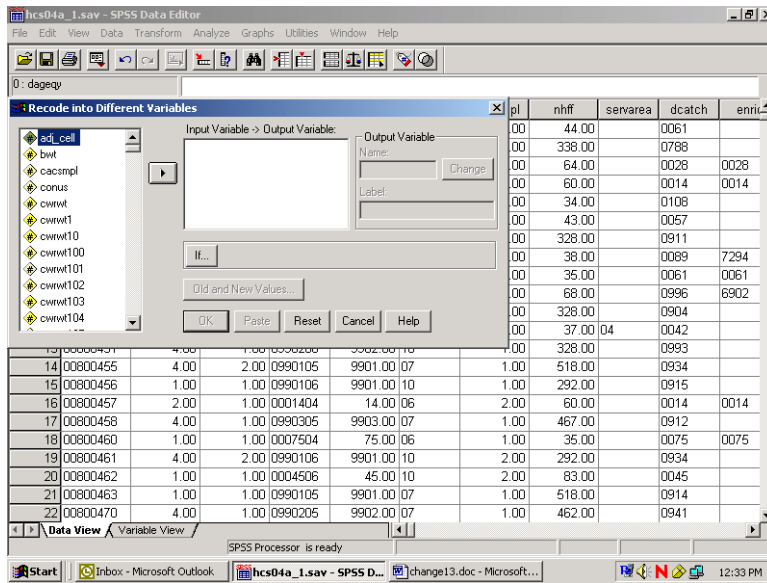 hcs04a_1.sav - SPSS Data Editor
File Edit View Data Transform Analyze Graphs Utilities Window Help
0 : dageqy
pl nhff servarea dcatch enric
Recode into Different Variables
adj_cell
bwt
cacsmpl
conus
cwrwt
cwrwt1
cwrwt10
cwrwt100
cwrwt101
cwrwt102
cwrwt103
cwrwt104
Input Variable -> Output Variable:
Output Variable
Name:
Change
Label:
If...
Old and New Values...
OK Paste Reset Cancel Help
.00 44.00 0061
.00 338.00 0788
.00 64.00 0028 0028
.00 60.00 0014 0014
.00 34.00 0108
.00 43.00 0057
.00 328.00 0911
.00 38.00 0089 7294
.00 35.00 0061 0061
.00 68.00 0996 6902
.00 328.00 0904
.00 37.00 04 0042
.00 328.00 0993
14 00800455 4.00 2.00 0990105 9901.00 07 1.00 518.00 0934
15 00800456 1.00 1.00 0990106 9901.00 10 1.00 292.00 0915
16 00800457 2.00 1.00 0001404 14.00 06 2.00 60.00 0014 0014
17 00800458 4.00 1.00 0990305 9903.00 07 1.00 467.00 0912
18 00800460 1.00 1.00 0007504 75.00 06 1.00 35.00 0075 0075
19 00800461 4.00 2.00 0990106 9901.00 10 2.00 292.00 0934
20 00800462 1.00 1.00 0004506 45.00 10 2.00 83.00 0045
21 00800463 1.00 1.00 0990105 9901.00 07 1.00 518.00 0914
22 00800470 4.00 1.00 0990205 9902.00 07 1.00 462.00 0941
Data View Variable View
SPSS Processor is ready
Start Inbox - Microsoft Outlook hcs04a_1.sav - SPSS D... change13.doc - Microsoft... 12:33 PM